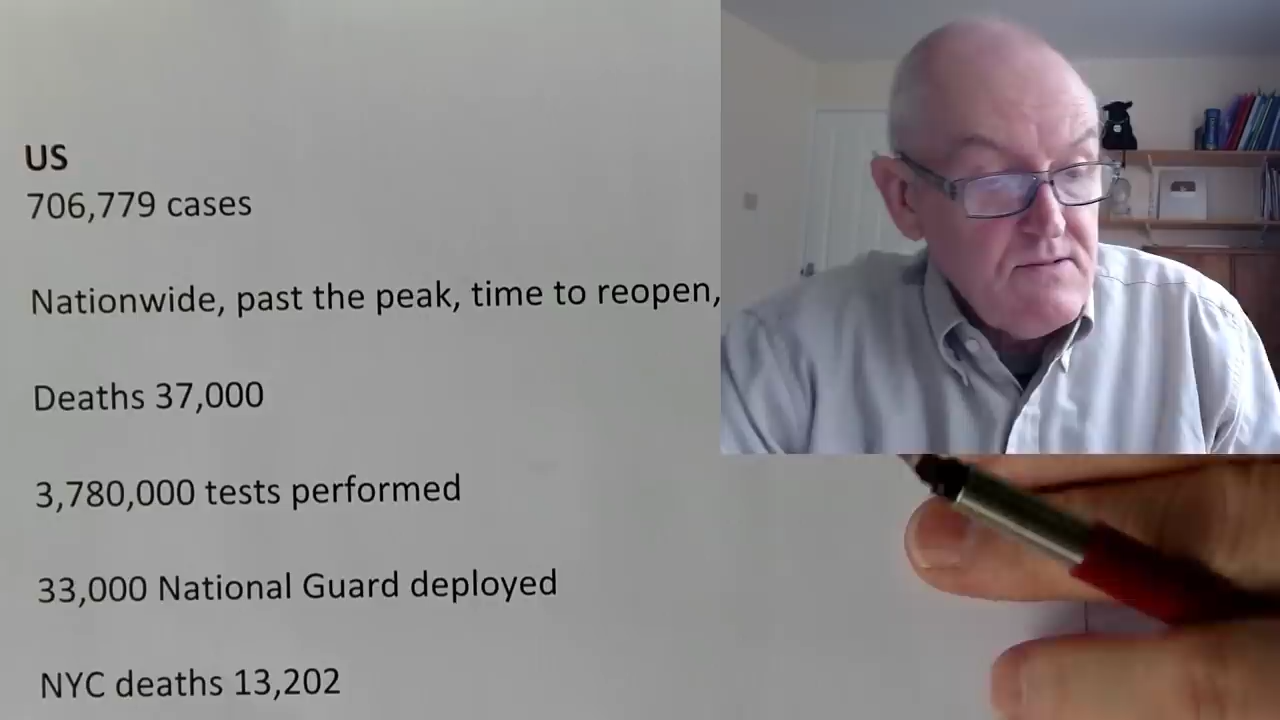 US
706,779 cases
Nationwide, past the peak, time to reopen,
Deaths 37,000
3,780,000 tests performed
33,000 National Guard deployed
NYC deaths 13,202